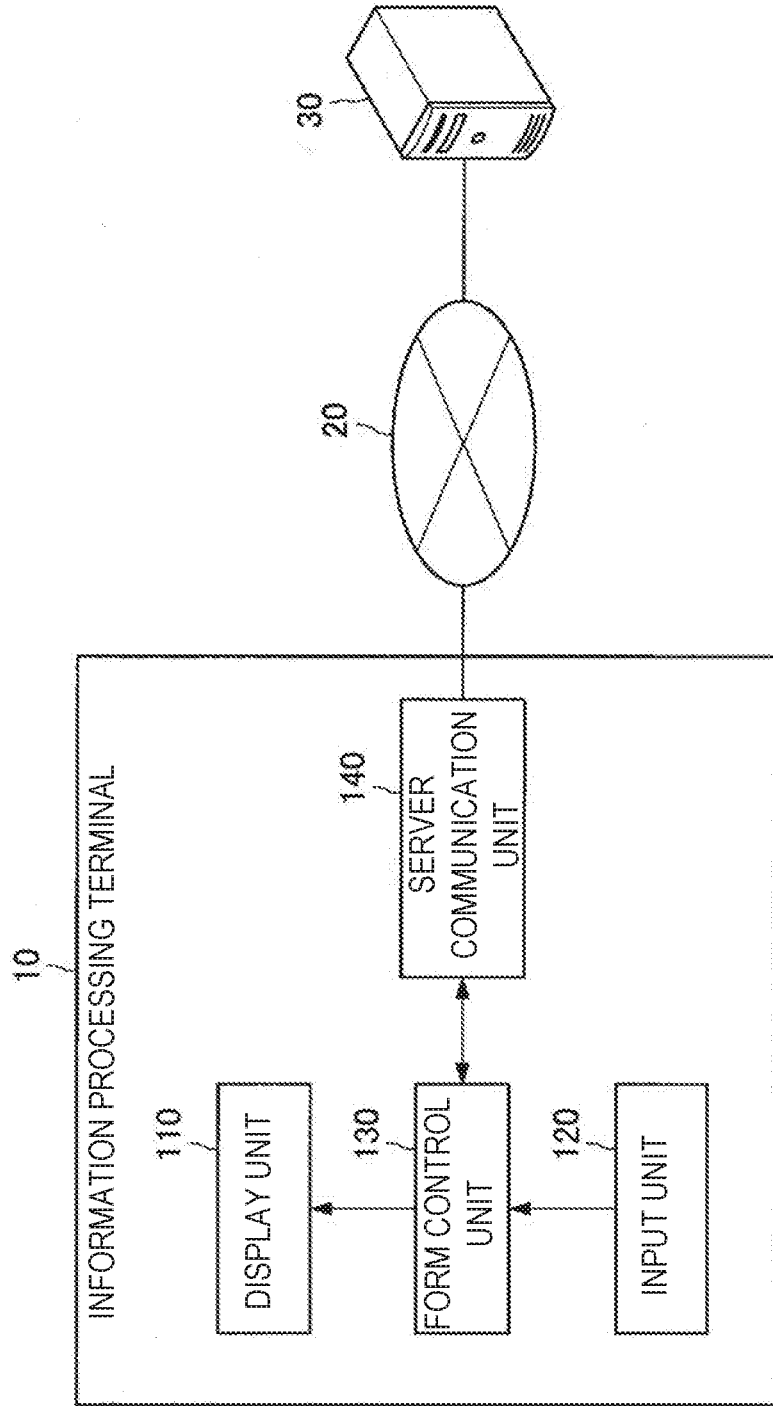 10
INFORMATION PROCESSING TERMINAL
110
DISPLAY UNIT
130
FORM CONTROL
UNIT
120
INPUT UNIT
140
SERVER
COMMUNICATION
UNIT
20
30